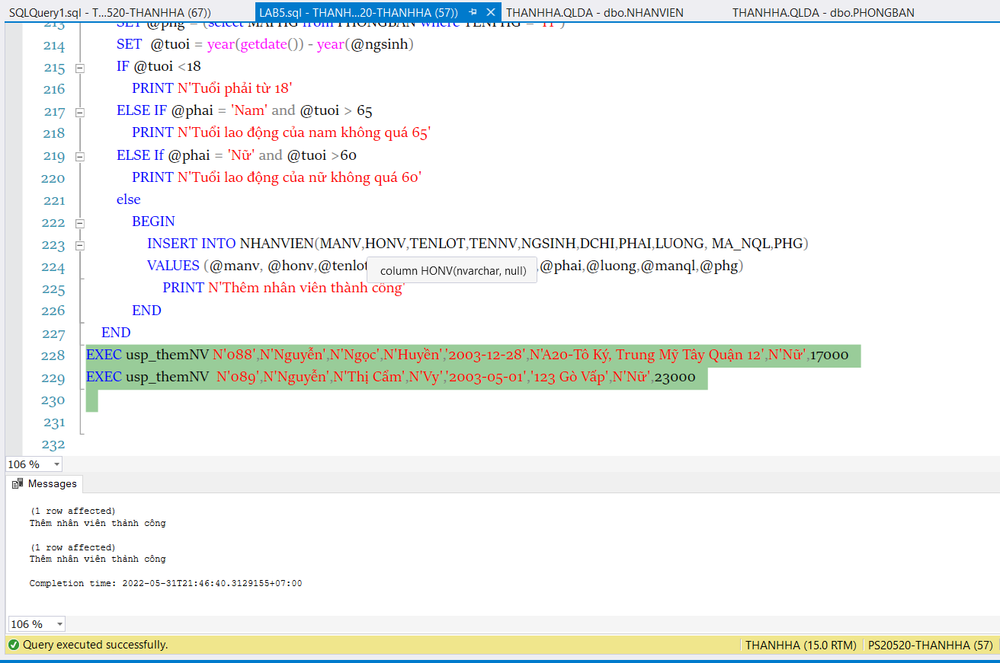 SQLQuery1.sql - T...520-THANHHA (67))
LAB5.sql - THANH...20-THANHHA (57))
THANHHA.QLDA - dbo.NHANVIEN
THANHHA.QLDA - dbo.PHONGBAN
213 SET @phg = (select MAPHG from PHONGBAN where TENPHG = 'IT')
214 SET @tuoi = year(getdate()) - year(@ngsinh)
215 IF @tuoi <18
216 PRINT N'Tuổi phải từ 18'
217 ELSE IF @phai = 'Nam' and @tuoi > 65
218 PRINT N'Tuổi lao động của nam không quá 65'
219 ELSE If @phai = 'Nữ' and @tuoi >60
220 PRINT N'Tuổi lao động của nữ không quá 60'
221 else
222 BEGIN
223 INSERT INTO NHANVIEN(MANV,HONV,TENLOT,TENNV,NGSINH,DCHI,PHAI,LUONG, MA_NQL,PHG)
224 VALUES (@manv, @honv,@tenlot ,@phai,@luong,@manql,@phg)
column HONV(nvarchar, null)
225 PRINT N'Thêm nhân viên thành công'
226 END
227 END
228 EXEC usp_themNV N'088',N'Nguyễn',N'Ngọc',N'Huyền','2003-12-28',N'A20-Tô Ký, Trung Mỹ Tây Quận 12',N'Nữ',17000
229 EXEC usp_themNV N'089',N'Nguyễn',N'Thị Cẩm',N'Vy','2003-05-01','123 Gò Vấp',N'Nữ',23000
230
231
232
106 %
Messages
(1 row affected)
Thêm nhân viên thành công
(1 row affected)
Thêm nhân viên thành công
Completion time: 2022-05-31T21:46:40.3129155+07:00
106 %
Query executed successfully.
THANHHA (15.0 RTM)
PS20520-THANHHA (57)